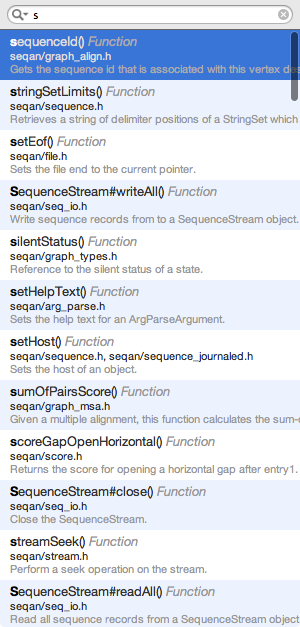 s
sequenceId() Function
seqan/graph_align.h
Gets the sequence id that is associated with this vertex des
stringSetLimits() Function
seqan/sequence.h
Retrieves a string of delimiter positions of a StringSet which
setEof() Function
seqan/file.h
Sets the file end to the current pointer.
SequenceStream#writeAll() Function
seqan/seq_io.h
Write sequence records from to a SequenceStream object.
silentStatus() Function
seqan/graph_types.h
Reference to the silent status of a state.
setHelpText() Function
seqan/arg_parse.h
Sets the help text for an ArgParseArgument.
setHost() Function
seqan/sequence.h, seqan/sequence_journaled.h
Sets the host of an object.
sumOfPairsScore() Function
seqan/graph_msa.h
Given a multiple alignment, this function calculates the sum-o
scoreGapOpenHorizontal() Function
seqan/score.h
Returns the score for opening a horizontal gap after entry1.
SequenceStream#close() Function
seqan/seq_io.h
Close the SequenceStream.
streamSeek() Function
seqan/stream.h
Perform a seek operation on the stream.
SequenceStream#readAll() Function
seqan/seq_io.h
Read all sequence records from a SequenceStream object